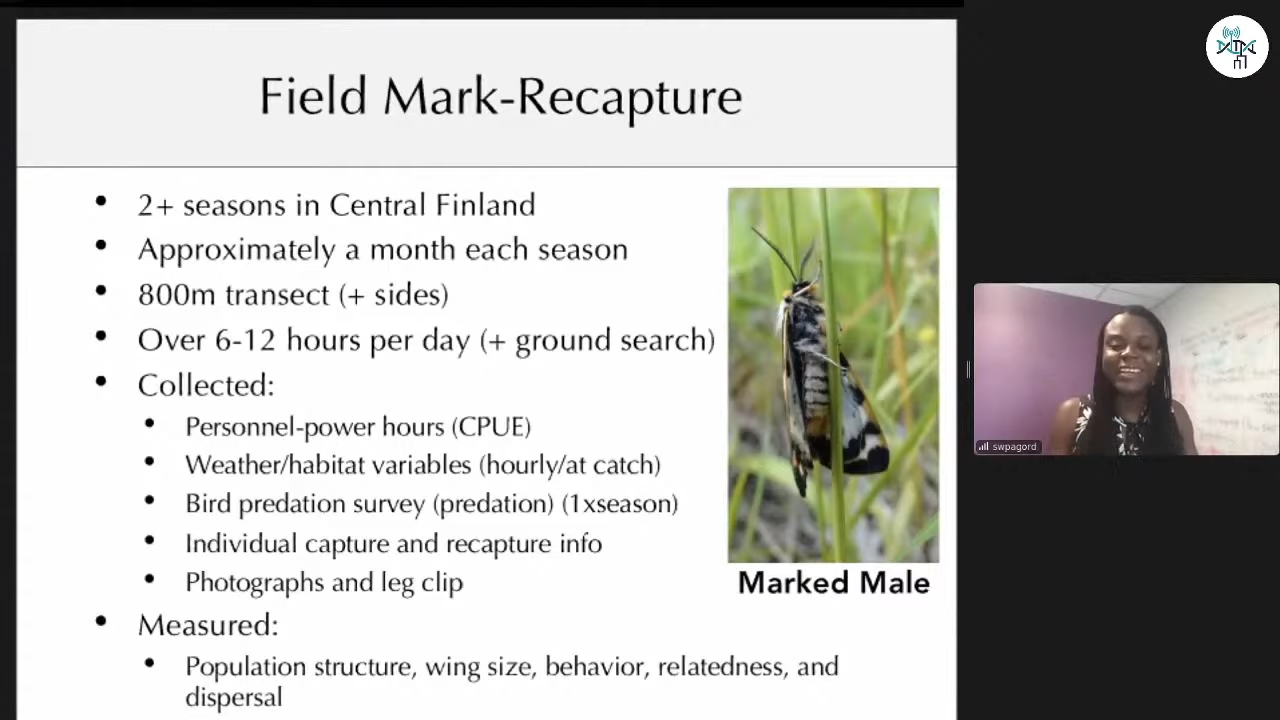 Field Mark-Recapture
• 2+ seasons in Central Finland
• Approximately a month each season
• 800m transect (+ sides)
• Over 6-12 hours per day (+ ground search)
• Collected:
• Personnel-power hours (CPUE)
• Weather/habitat variables (hourly/at catch)
• Bird predation survey (predation) (1xseason)
• Individual capture and recapture info
• Photographs and leg clip
• Measured:
• Population structure, wing size, behavior, relatedness, and
dispersal
Marked Male
swpagord